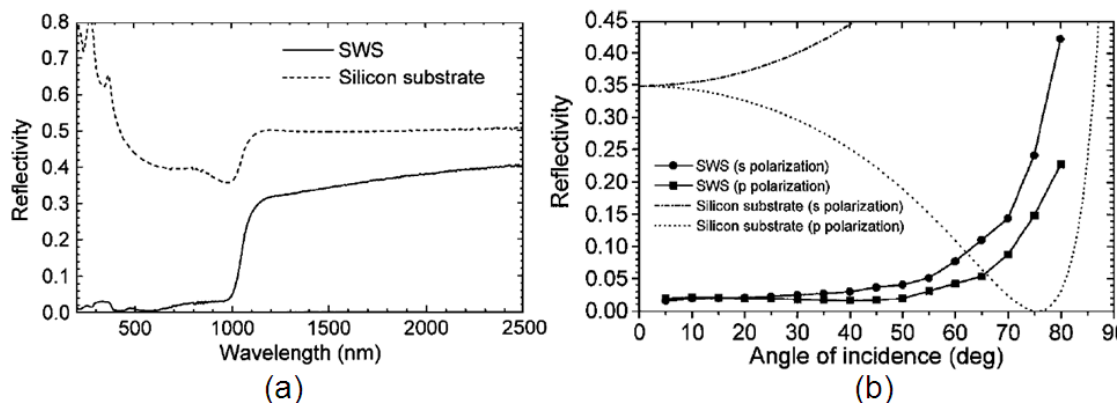 0.8
0.7
0.6
0.5
0.4
0.3
0.2
0.1
0.0
Reflectivity
SWS
Silicon substrate
500
1000
1500
2000
2500
Wavelength (nm)
(a)
0.45
0.40
0.35
0.30
0.25
0.20
0.15
0.10
0.05
0.00
Reflectivity
SWS (s polarization)
SWS (p polarization)
Silicon substrate (s polarization)
Silicon substrate (p polarization)
0 10 20 30 40 50 60 70 80 90
Angle of incidence (deg)
(b)